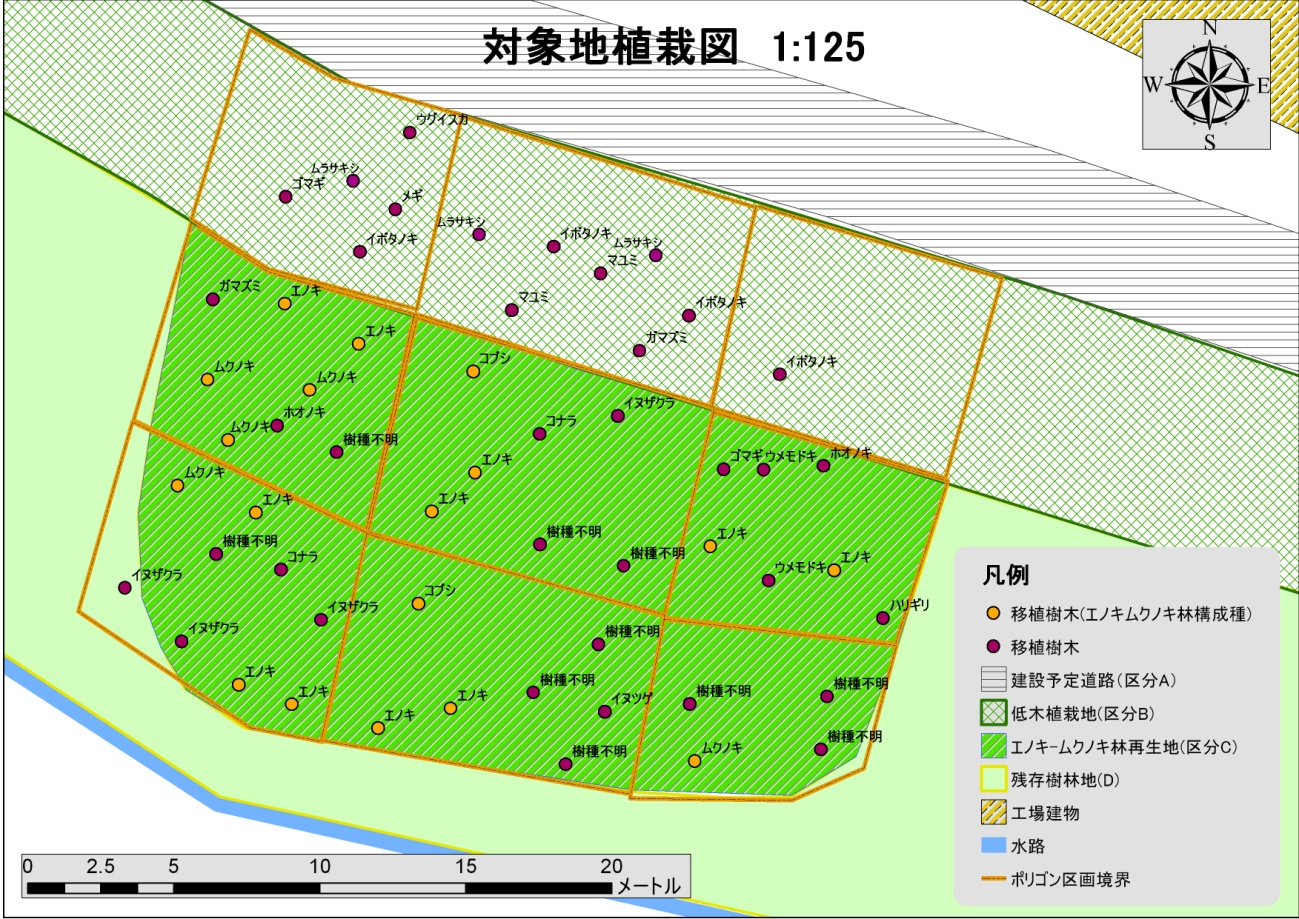 対象地植栽図 1:125
N
W E
S
ウグイスカ
ムラサキシ
ゴマギ
メギ
ムラサキシ
イボタノキ
イボタノキ
ムラサキシ
マユミ
ガマズミ
エノキ
マユミ
イボタノキ
エノキ
ガマズミ
コブシ
イボタノキ
ムクノキ
ムクノキ
イヌザクラ
ホオノキ
ムクノキ
コナラ
樹種不明
ゴマギ
ウメモドキ
ホオノキ
エノキ
ムクノキ
エノキ
エノキ
樹種不明
エノキ
樹種不明
樹種不明
エノキ
コナラ
ウメモドキ
イヌザクラ
コブシ
ハリギリ
イヌザクラ
イヌザクラ
樹種不明
エノキ
樹種不明
樹種不明
樹種不明
エノキ
エノキ
イヌツゲ
エノキ
樹種不明
ムクノキ
樹種不明
凡例
移植樹木(エノキムクノキ林構成種)
移植樹木
建設予定道路(区分A)
低木植栽地(区分B)
エノキ−ムクノキ林再生地(区分C)
残存樹林地(D)
工場建物
水路
ポリゴン区画境界
0 2.5 5 10 15 20
メートル